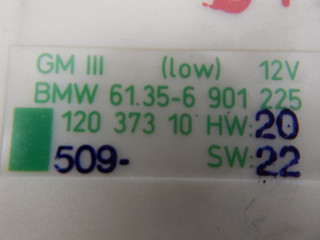 GM III (low) 12V
BMW 61.35-6 901 225
120 373 10 HW:20
509- SW:22